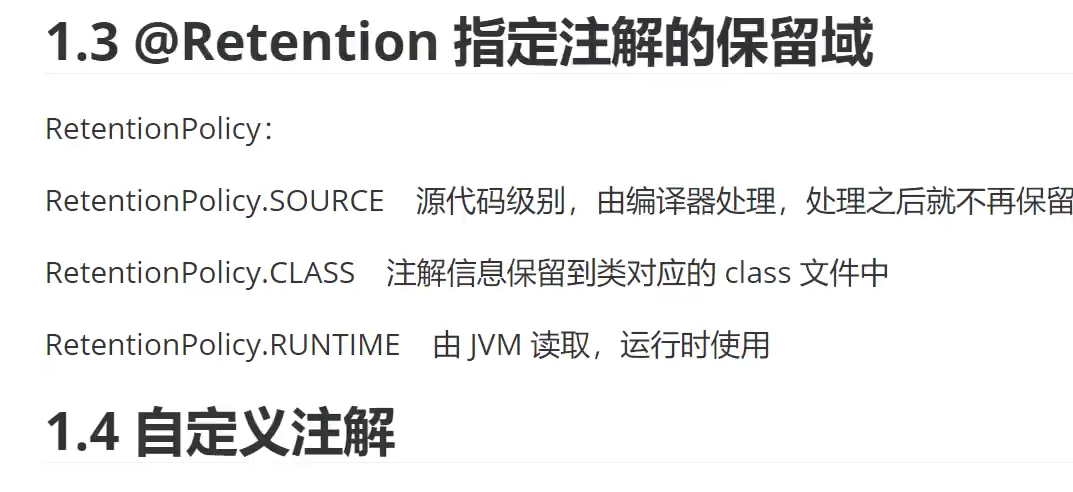 1.3 @Retention 指定注解的保留域
RetentionPolicy：
RetentionPolicy.SOURCE 源代码级别，由编译器处理，处理之后就不再保留
RetentionPolicy.CLASS 注解信息保留到类对应的 class 文件中
RetentionPolicy.RUNTIME 由 JVM 读取，运行时使用
1.4 自定义注解